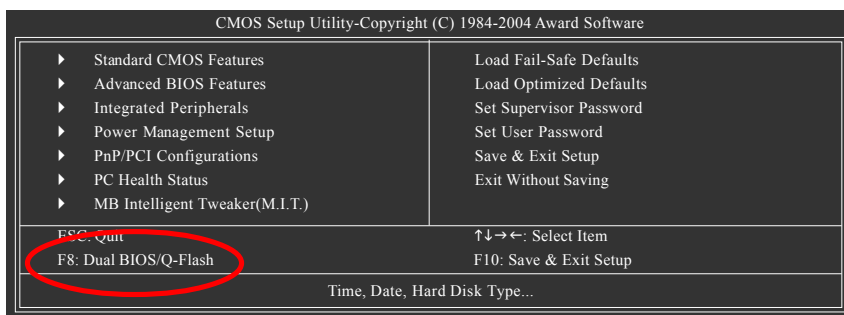 CMOS Setup Utility-Copyright (C) 1984-2004 Award Software
Standard CMOS Features
Advanced BIOS Features
Integrated Peripherals
Power Management Setup
PnP/PCI Configurations
PC Health Status
MB Intelligent Tweaker(M.I.T.)
Load Fail-Safe Defaults
Load Optimized Defaults
Set Supervisor Password
Set User Password
Save & Exit Setup
Exit Without Saving
ESC: Quit
↑↓→←: Select Item
F8: Dual BIOS/Q-Flash
F10: Save & Exit Setup
Time, Date, Hard Disk Type...